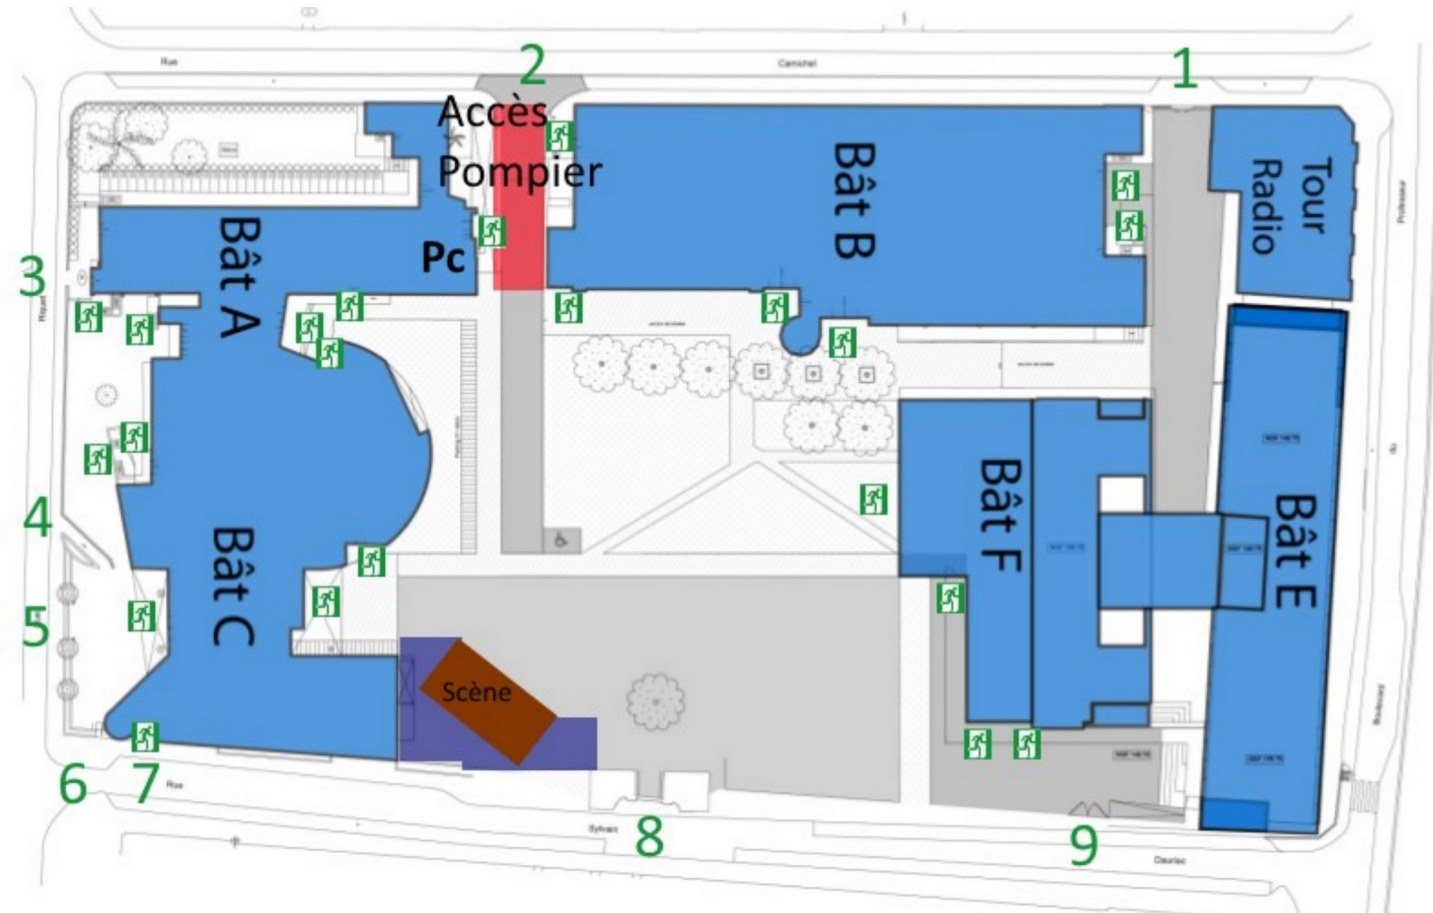 2
1
Rue
Camichel
Accès
Pompier
Bât B
Tour
Radio
Professeur
Bât A
Pc
3
Riquet
Bât F
Bât E
4
Bât C
5
Scène
du
Boulevard
6
7
Rue
8
Sylvain
9
Dauriac